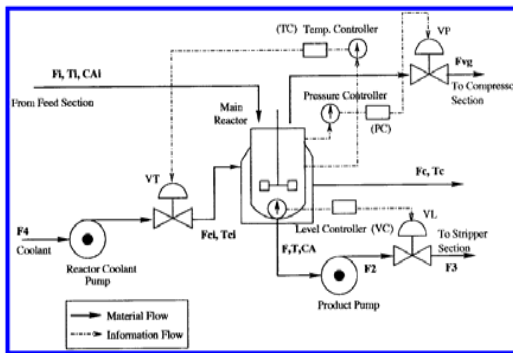 (TC) Temp. Controller
VP
Fi, Ti, CAi
Fvg
From Feed Section
Main
Reactor
Pressure Controller
To Compressor
Section
(PC)
VT
Fc, Tc
VL
F4
Coolant
Fci, Tci
Level Controller (VC)
To Stripper
Section
F,T,CA
F2
F3
Reactor Coolant
Pump
Product Pump
Material Flow
Information Flow